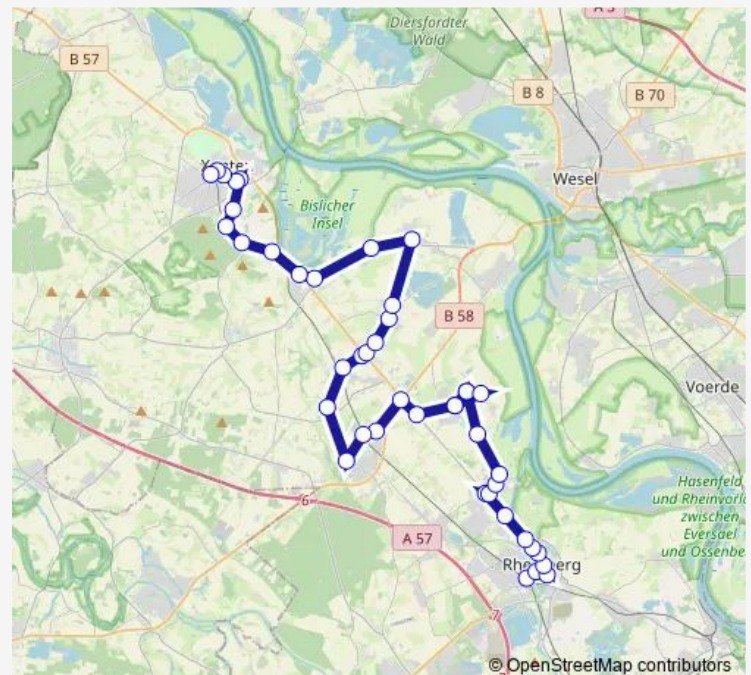 Diersfordter
Wald
A 3
B 57
B 8
B 70
Wesel
Bislicher
Insel
B 58
Voerde
Hasenfeld
und Rheinvorla
zwischen
Eversael
und Ossenbe
6
A 57
7
© OpenStreetMap contributors